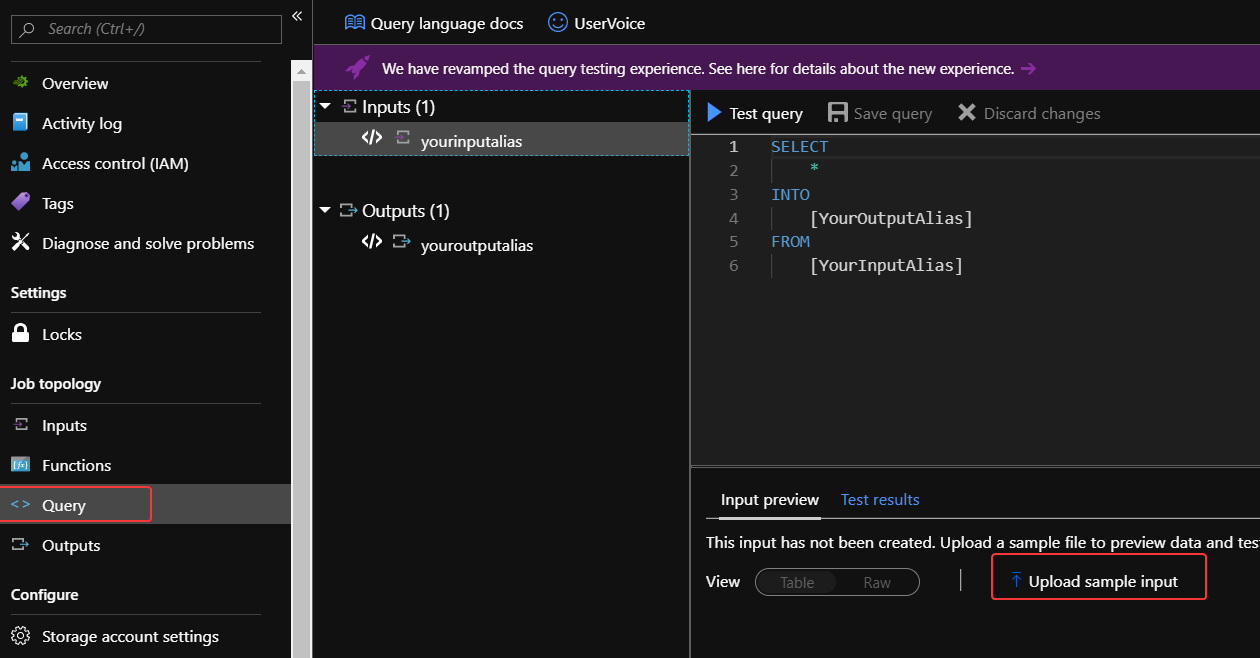 Search (Ctrl+/)
«
Overview
Activity log
Access control (IAM)
Tags
Diagnose and solve problems
Settings
Locks
Job topology
Inputs
Functions
<> Query
Outputs
Configure
Storage account settings
Query language docs
UserVoice
We have revamped the query testing experience. See here for details about the new experience. →
Inputs (1)
</> yourinputalias
Outputs (1)
</> youroutputalias
Test query
Save query
Discard changes
1 SELECT
2 *
3 INTO
4 [YourOutputAlias]
5 FROM
6 [YourInputAlias]
Input preview
Test results
This input has not been created. Upload a sample file to preview data and
View
Table
Raw
Upload sample input